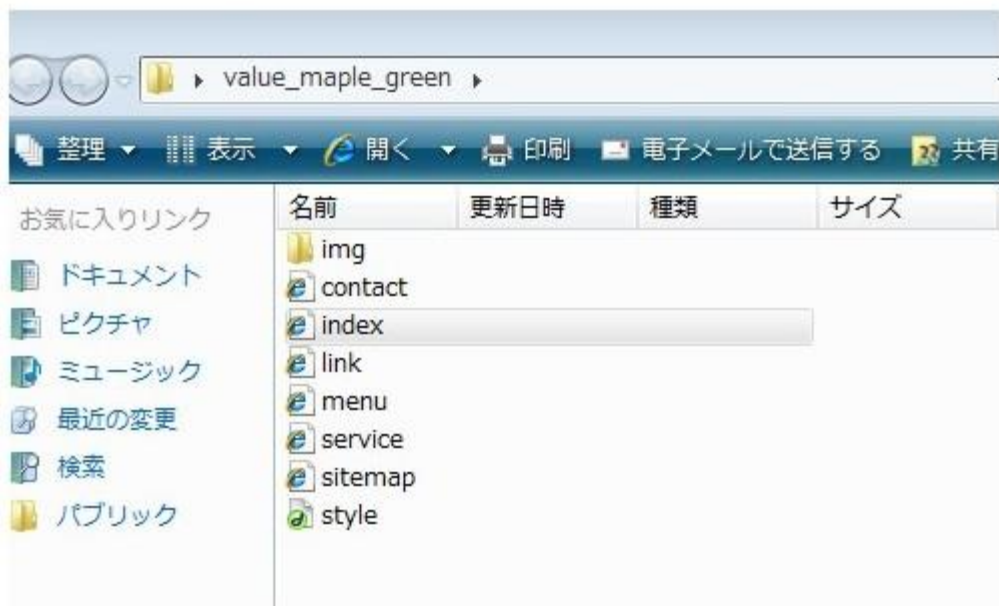 value_maple_green
整理 表示 開く 印刷 電子メールで送信する 共有
お気に入りリンク
ドキュメント
ピクチャ
ミュージック
最近の変更
検索
パブリック
名前 更新日時 種類 サイズ
img
contact
index
link
menu
service
sitemap
style